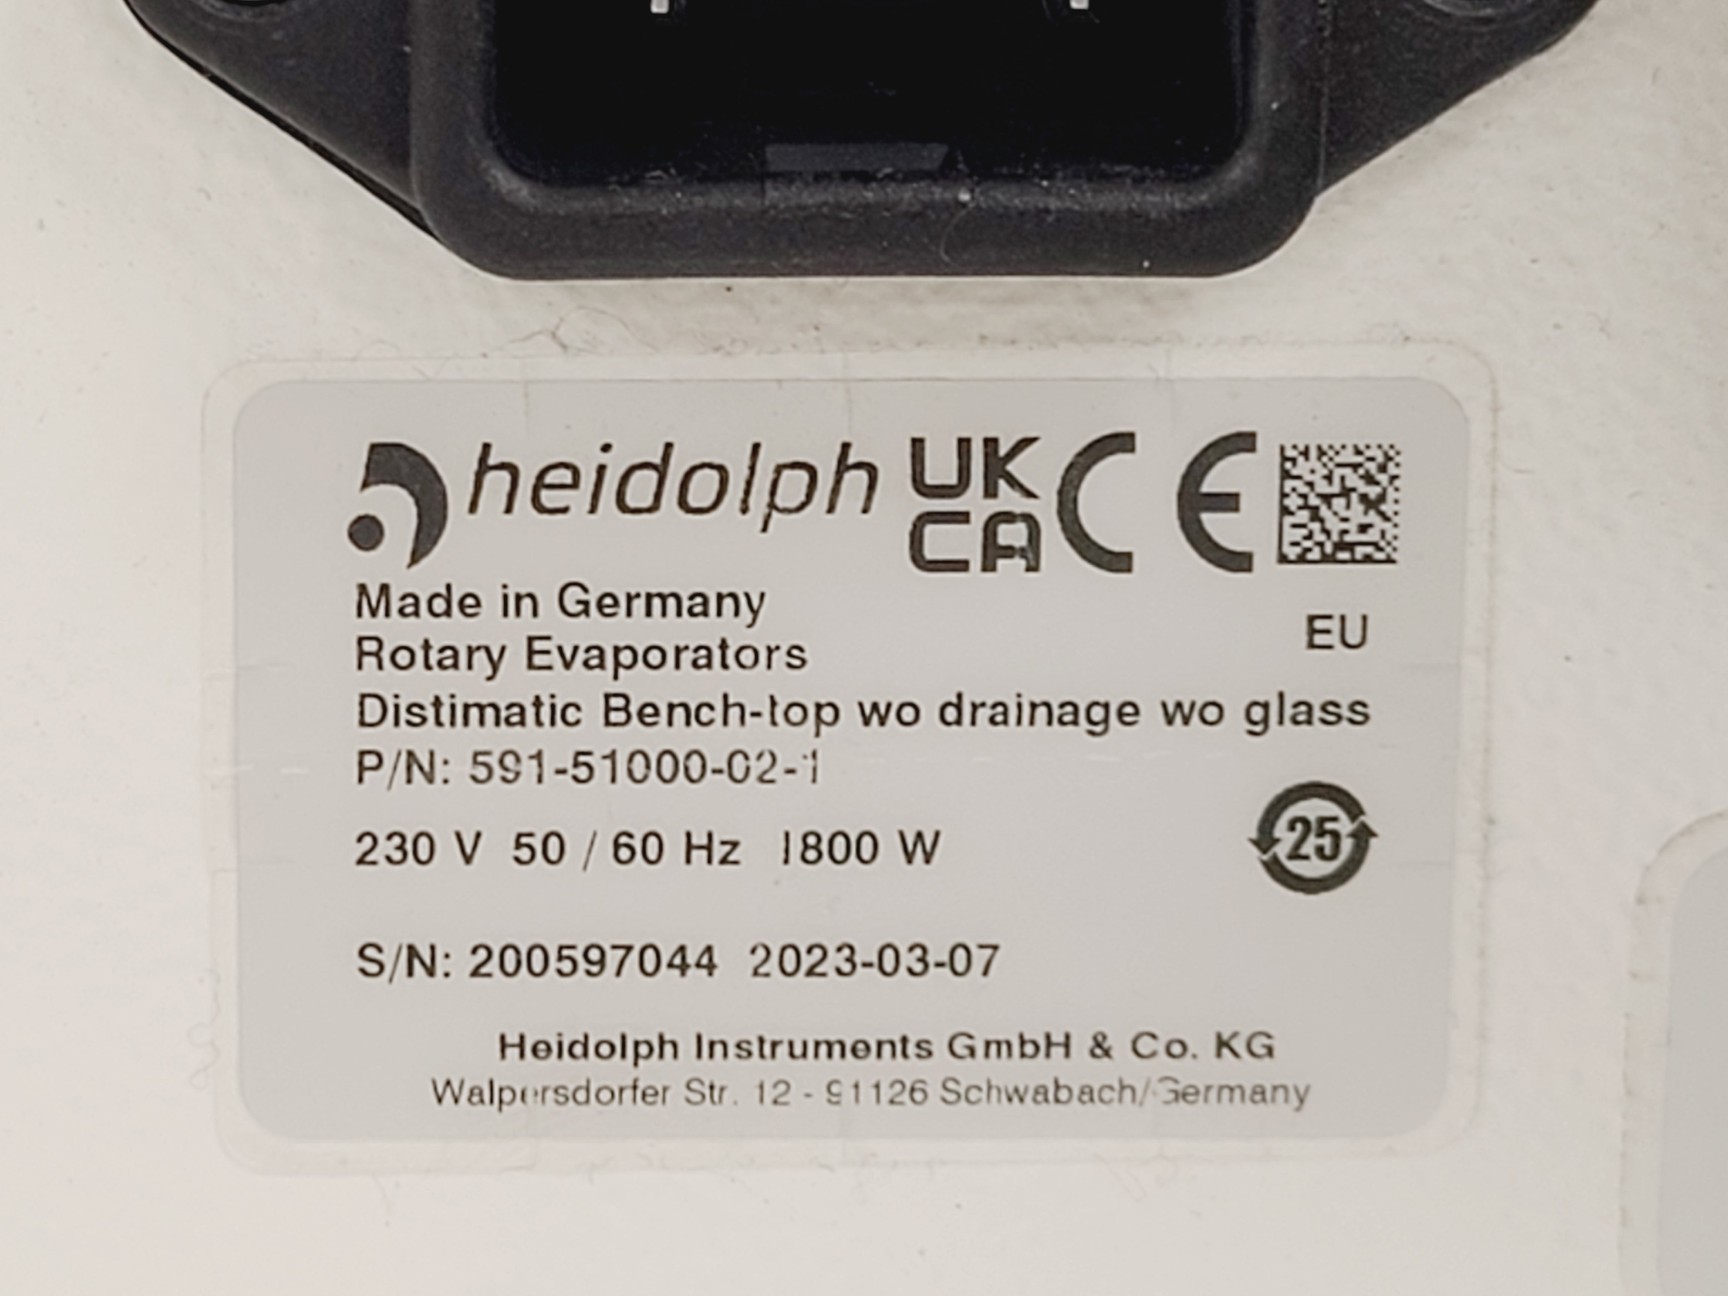 heidolph UK CA CE
Made in Germany
EU
Rotary Evaporators
Distimatic Bench-top wo drainage wo glass
P/N: 591-51000-02-1
230 V 50 / 60 Hz 1800 W
25
S/N: 200597044 2023-03-07
Heidolph Instruments GmbH & Co. KG
Walpersdorfer Str. 12 - 91126 Schwabach/Germany